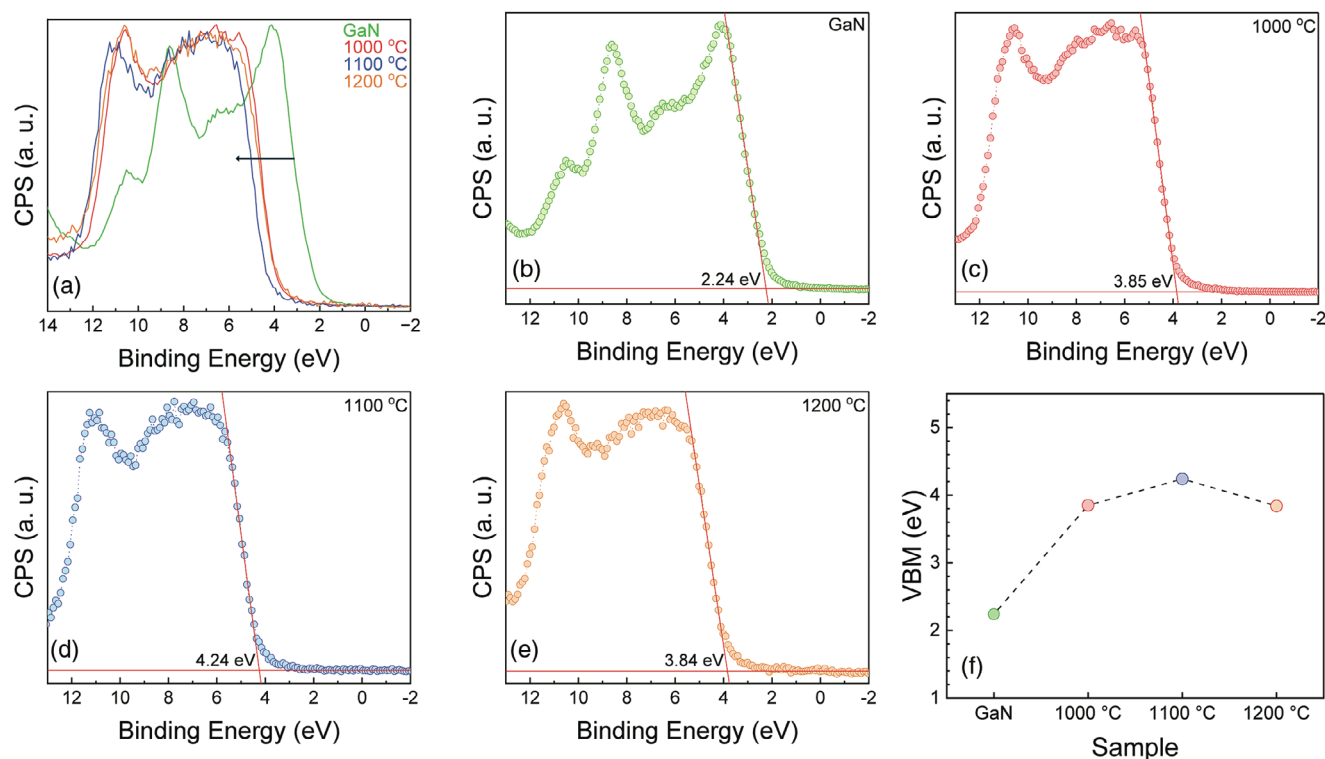 GaN
1000 °C
1100 °C
1200 °C
CPS (a. u.)
(a)
14 12 10 8 6 4 2 0 −2
Binding Energy (eV)
GaN
CPS (a. u.)
(b)
2.24 eV
12 10 8 6 4 2 0 -2
Binding Energy (eV)
1000 °C
CPS (a. u.)
(c)
3.85 eV
12 10 8 6 4 2 0 -2
Binding Energy (eV)
1100 °C
CPS (a. u.)
(d)
4.24 eV
12 10 8 6 4 2 0 -2
Binding Energy (eV)
1200 °C
CPS (a. u.)
(e)
3.84 eV
12 10 8 6 4 2 0 -2
Binding Energy (eV)
5
4
3
2
1
VBM (eV)
(f)
GaN 1000 °C 1100 °C 1200 °C
Sample